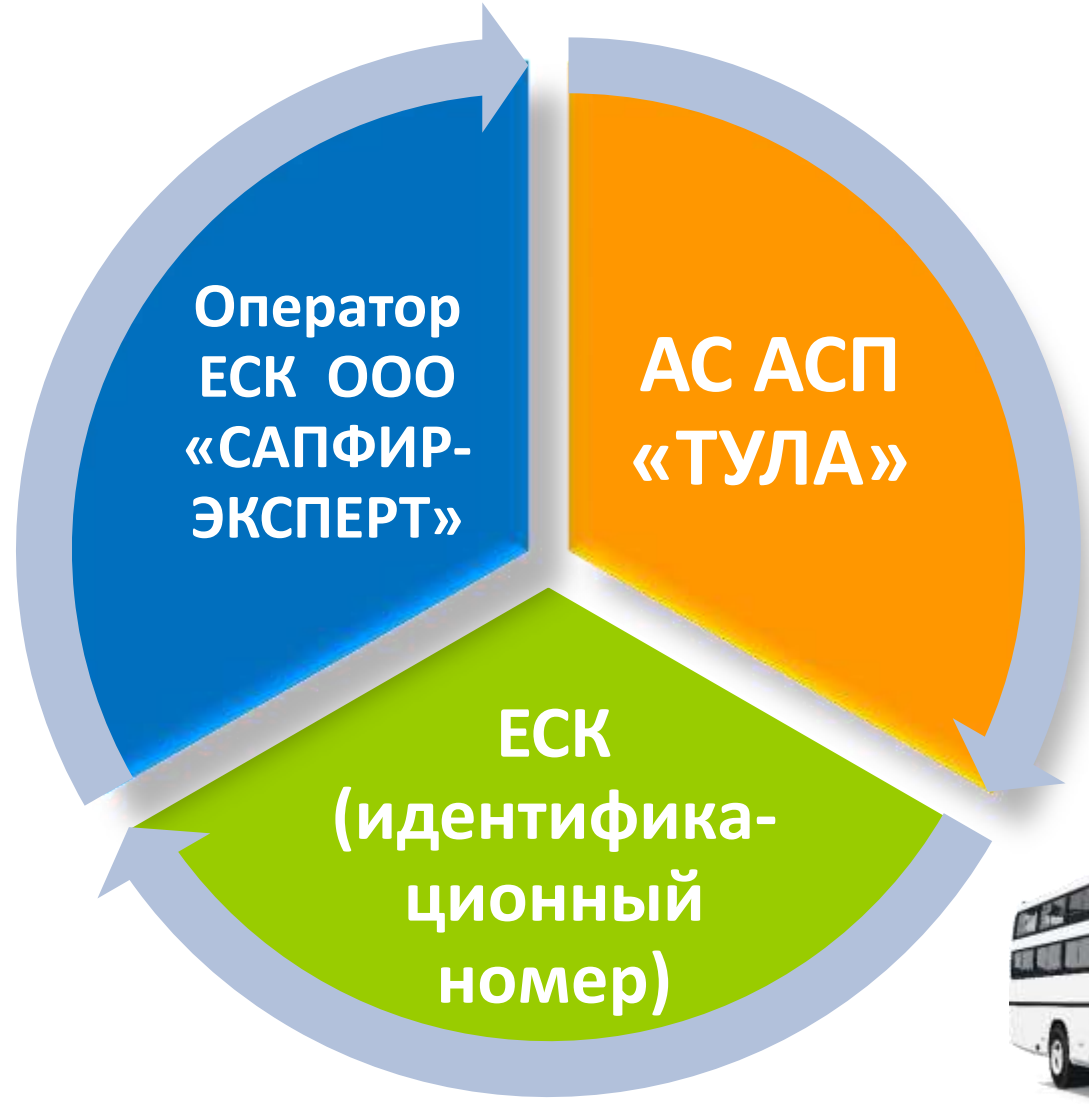 Оператор
ЕСК ООО
«САПФИР-
ЭКСПЕРТ»
АС АСП
«ТУЛА»
ЕСК
(идентифика-
ционный
номер)